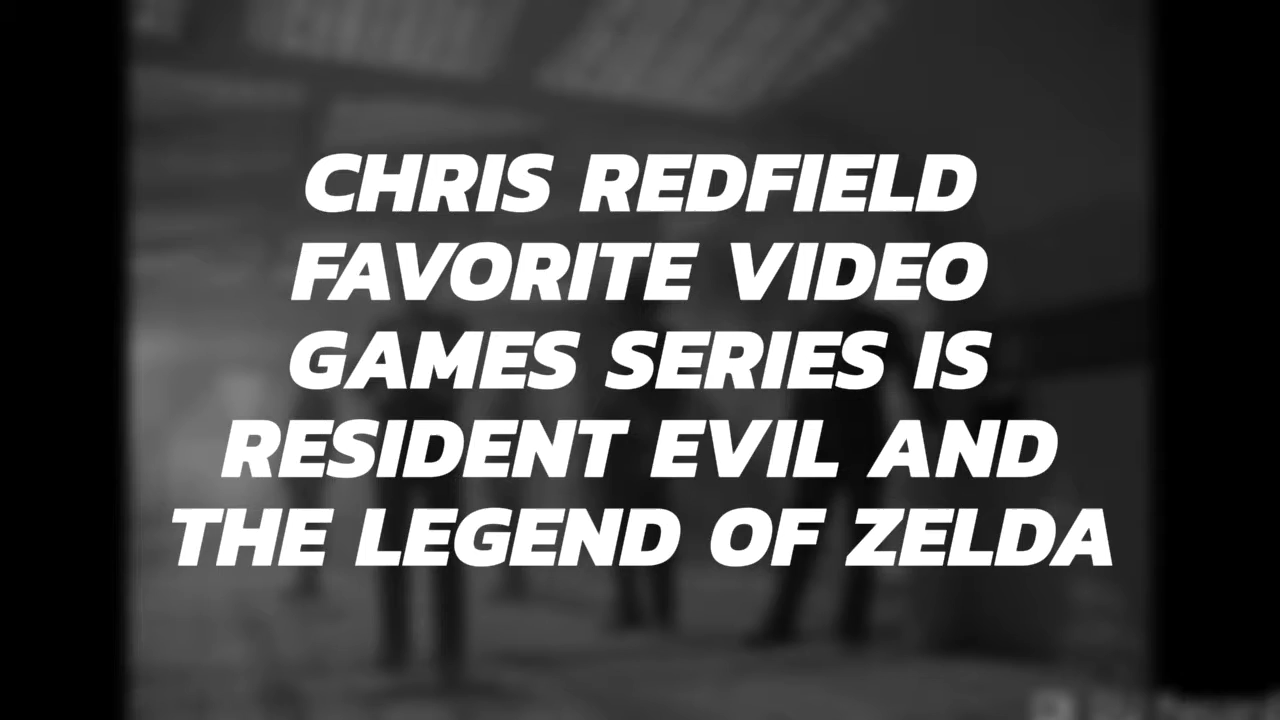 CHRIS REDFIELD
FAVORITE VIDEO
GAMES SERIES IS
RESIDENT EVIL AND
THE LEGEND OF ZELDA